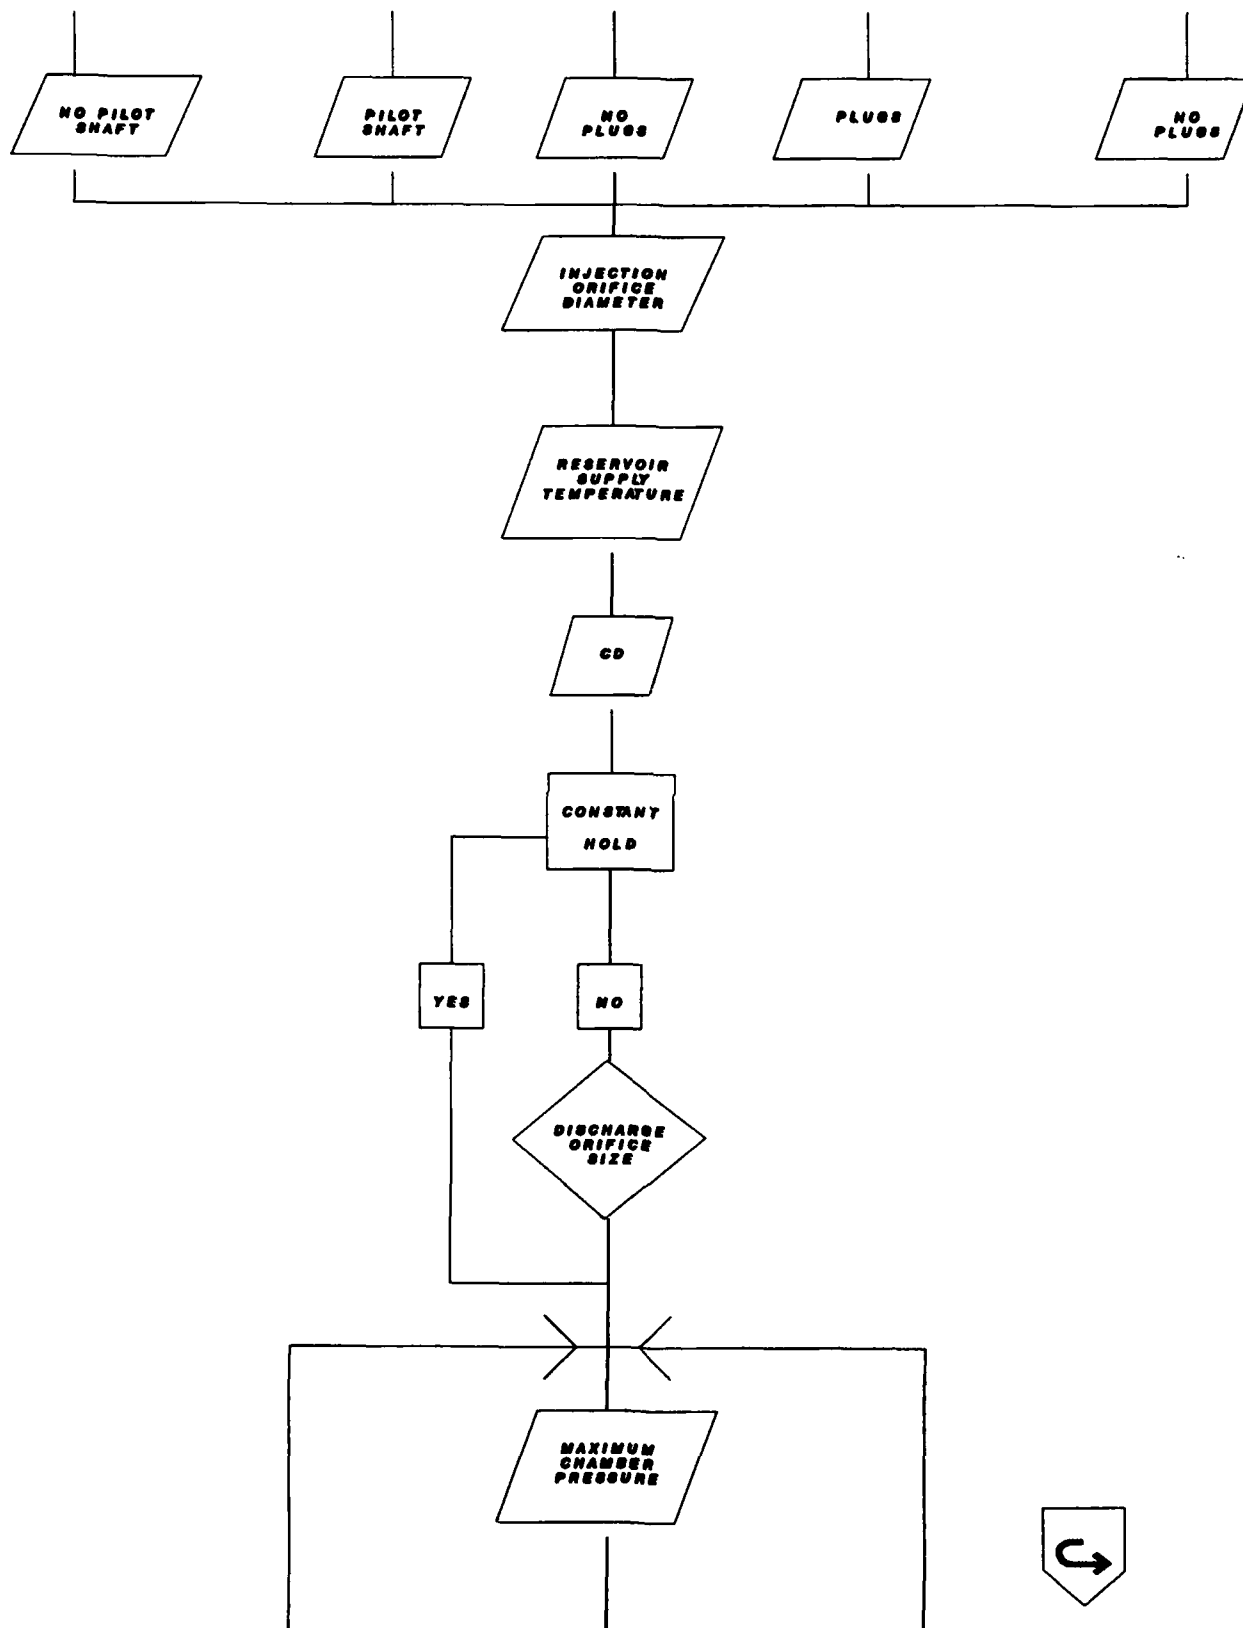 NO PILOT
SHAFT
PILOT
SHAFT
NO
PLUGS
PLUGS
NO
PLUGS
INJECTION
ORIFICE
DIAMETER
RESERVOIR
SUPPLY
TEMPERATURE
CD
CONSTANT
HOLD
YES
NO
DISCHARGE
ORIFICE
SIZE
MAXIMUM
CHAMBER
PRESSURE